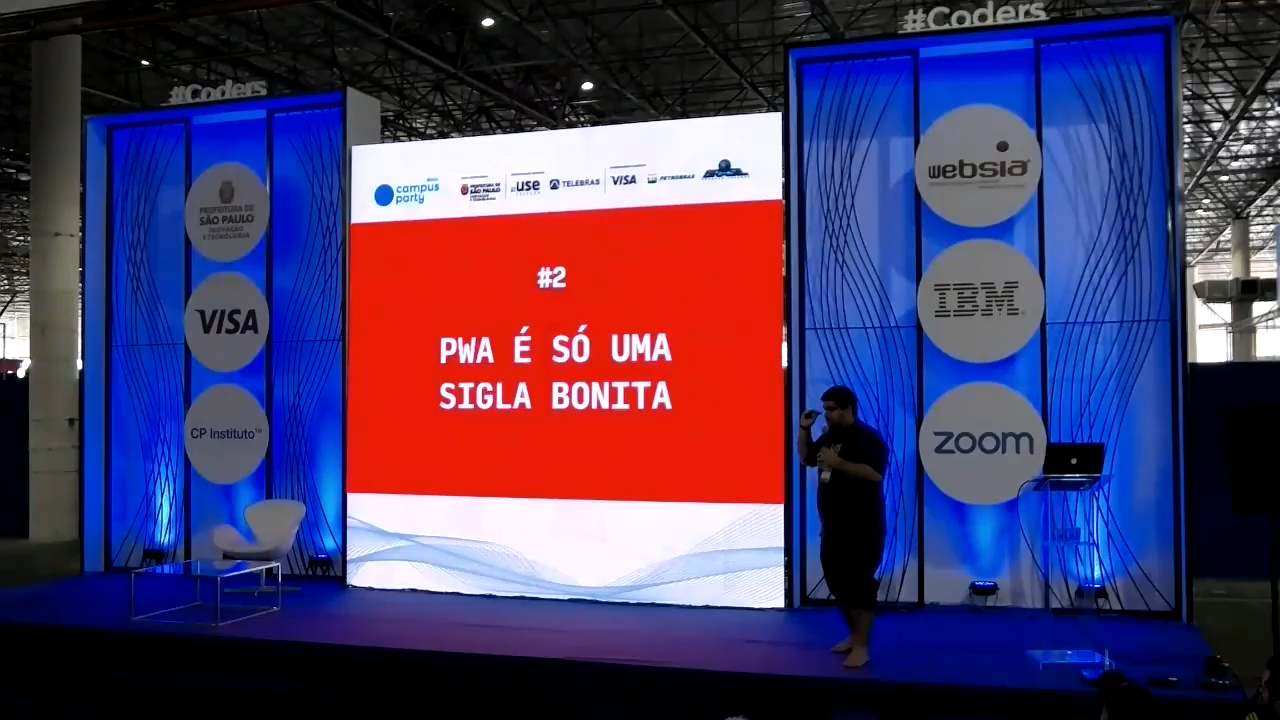 #Coders
#Coders
PREFEITURA DE
SÃO PAULO
INOVAÇÃO
E TECNOLOGIA
VISA
CP Instituto
campus
party
PREFEITURA DE
SÃO PAULO
use
TELEBRAS
VISA
PETROBRAS
#2
PWA É SÓ UMA
SIGLA BONITA
websia
IBM
zoom